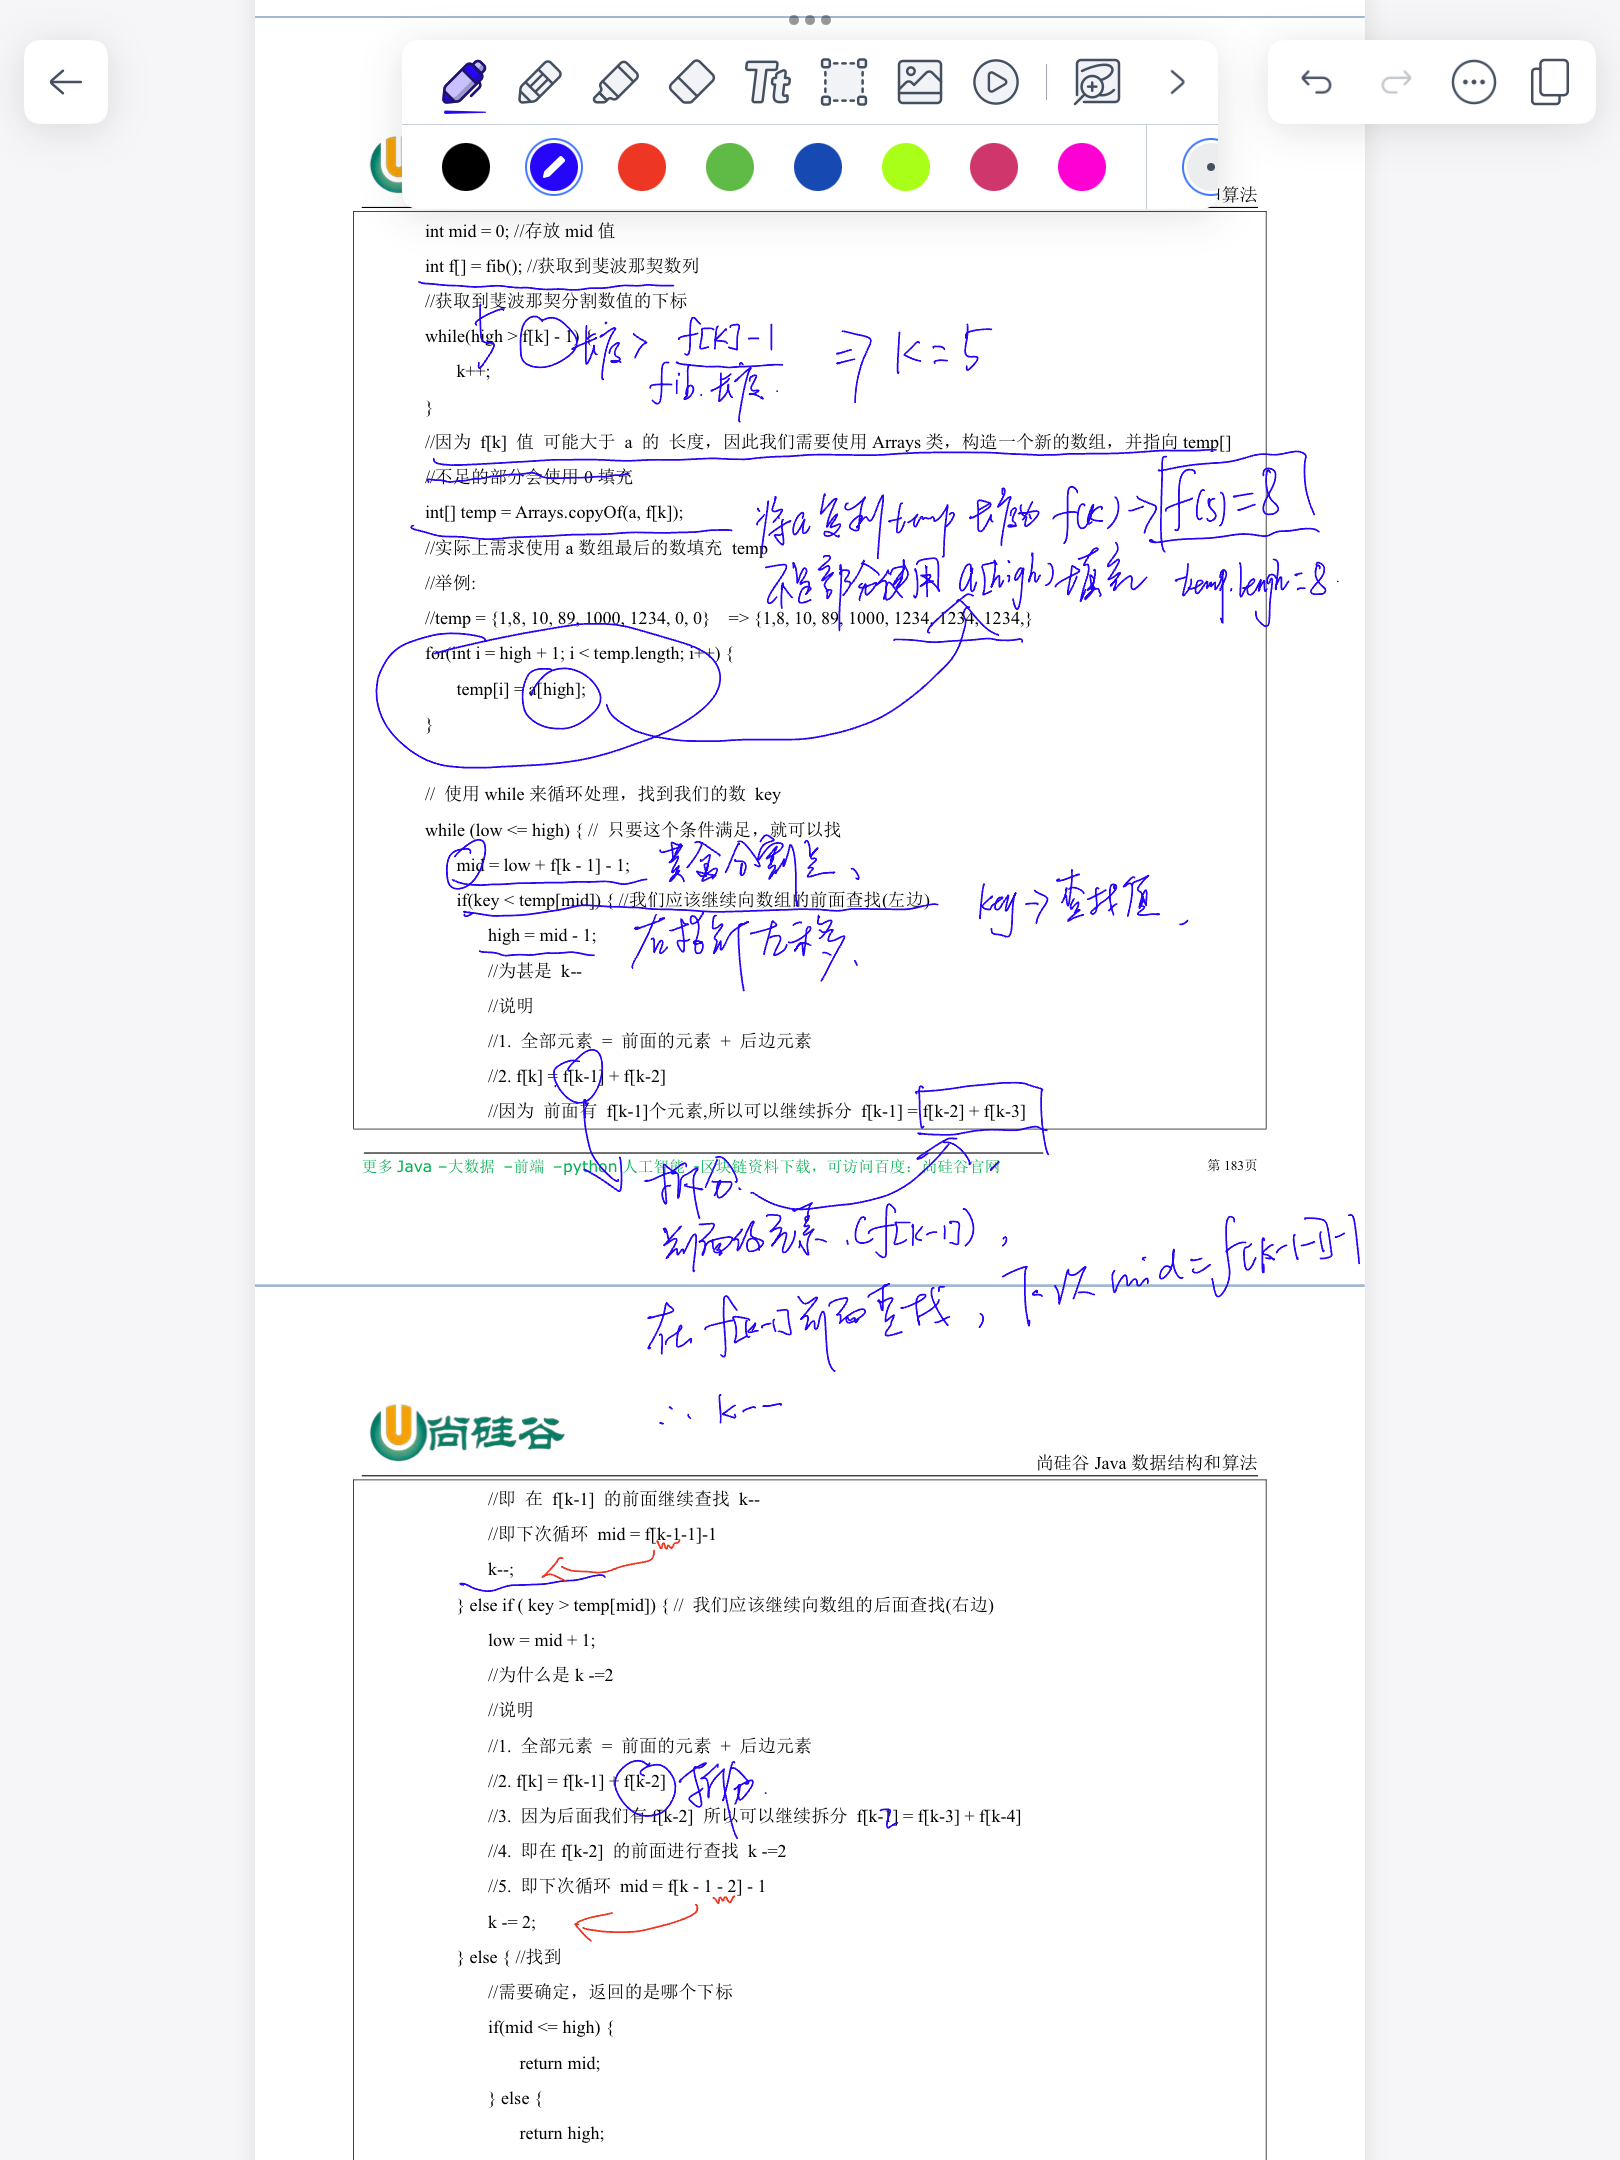 Tt
算法
int mid = 0; //存放 mid 值
int f[] = fib(); //获取到斐波那契数列
//获取到斐波那契分割数值的下标
5
while(high > f[k] - 1) {
长度 > f[K]-1 ⇒ K=5
fib.长度.
k++;
}
//因为 f[k] 值 可能大于 a 的 长度，因此我们需要使用 Arrays 类，构造一个新的数组，并指向 temp[]
//不足的部分会使用 0 填充
int[] temp = Arrays.copyOf(a, f[k]);
将a复制temp 长度为 f(k) → f(5)=8
//实际上需求使用 a 数组最后的数填充 temp
不足部分使用 a[high]填充 temp.lengh=8.
//举例:
//temp = {1,8, 10, 89, 1000, 1234, 0, 0} => {1,8, 10, 89, 1000, 1234, 1234, 1234,}
for(int i = high + 1; i < temp.length; i++) {
temp[i] = a[high];
}
// 使用 while 来循环处理，找到我们的数 key
while (low <= high) { // 只要这个条件满足，就可以找
mid = low + f[k - 1] - 1; 黄金分割点、
if(key < temp[mid]) { //我们应该继续向数组的前面查找(左边)
key → 查找值、
high = mid - 1; 右指针左移、
//为甚是 k--
//说明
//1. 全部元素 = 前面的元素 + 后边元素
//2. f[k] = f[k-1] + f[k-2]
//因为 前面有 f[k-1]个元素,所以可以继续拆分 f[k-1] = f[k-2] + f[k-3]
更多 Java –大数据 –前端 –python 人工智能 -区块链资料下载，可访问百度：尚硅谷官网
第 183页
拆分.
前面的元素.(f[k-1])，
在 f[k-1]前面查找， 下次 mid=f[k-1-1]-1
∴ k--
尚硅谷
尚硅谷 Java 数据结构和算法
//即 在 f[k-1] 的前面继续查找 k--
//即下次循环 mid = f[k-1-1]-1
k--;
} else if ( key > temp[mid]) { // 我们应该继续向数组的后面查找(右边)
low = mid + 1;
//为什么是 k -=2
//说明
//1. 全部元素 = 前面的元素 + 后边元素
//2. f[k] = f[k-1] + f[k-2] 拆分.
//3. 因为后面我们有 f[k-2] 所以可以继续拆分 f[k-2] = f[k-3] + f[k-4]
//4. 即在 f[k-2] 的前面进行查找 k -=2
//5. 即下次循环 mid = f[k - 1 - 2] - 1
k -= 2;
} else { //找到
//需要确定，返回的是哪个下标
if(mid <= high) {
return mid;
} else {
return high;